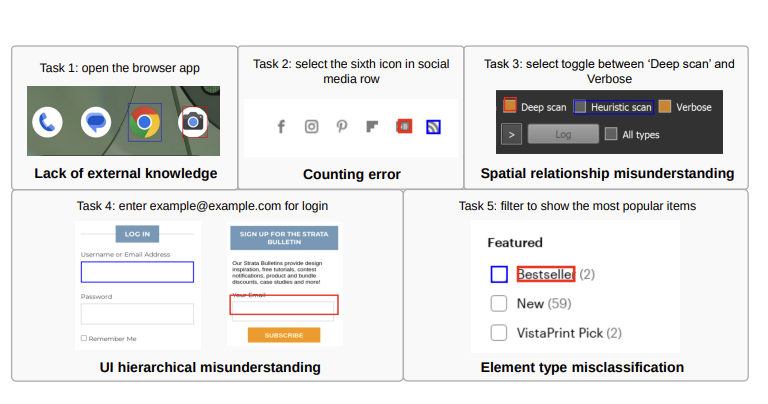 Task 1: open the browser app
Lack of external knowledge
Task 2: select the sixth icon in social
media row
Counting error
Task 3: select toggle between ‘Deep scan’ and
Verbose
Deep scan
Heuristic scan
Verbose
>
Log
All types
Spatial relationship misunderstanding
Task 4: enter example@example.com for login
LOG IN
Username or Email Address
Password
Remember Me
SIGN UP FOR THE STRATA
BULLETIN
Our Strata Bulletins provide design
inspiration, free tutorials, contest
notifications, product and bundle
discounts, case studies and more!
Your Email
SUBSCRIBE
UI hierarchical misunderstanding
Task 5: filter to show the most popular items
Featured
Bestseller (2)
New (59)
VistaPrint Pick (2)
Element type misclassification